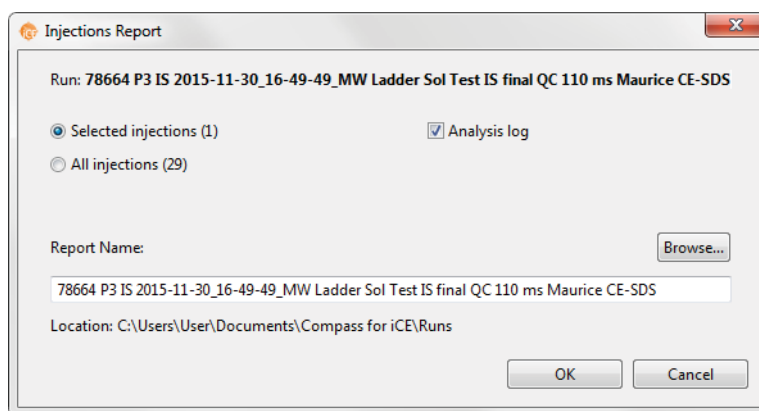 iCE Injections Report
Run: 78664 P3 IS 2015-11-30_16-49-49_MW Ladder Sol Test IS final QC 110 ms Maurice CE-SDS
Selected injections (1) Analysis log
All injections (29)
Report Name: Browse...
78664 P3 IS 2015-11-30_16-49-49_MW Ladder Sol Test IS final QC 110 ms Maurice CE-SDS
Location: C:\Users\User\Documents\Compass for iCE\Runs
OK Cancel